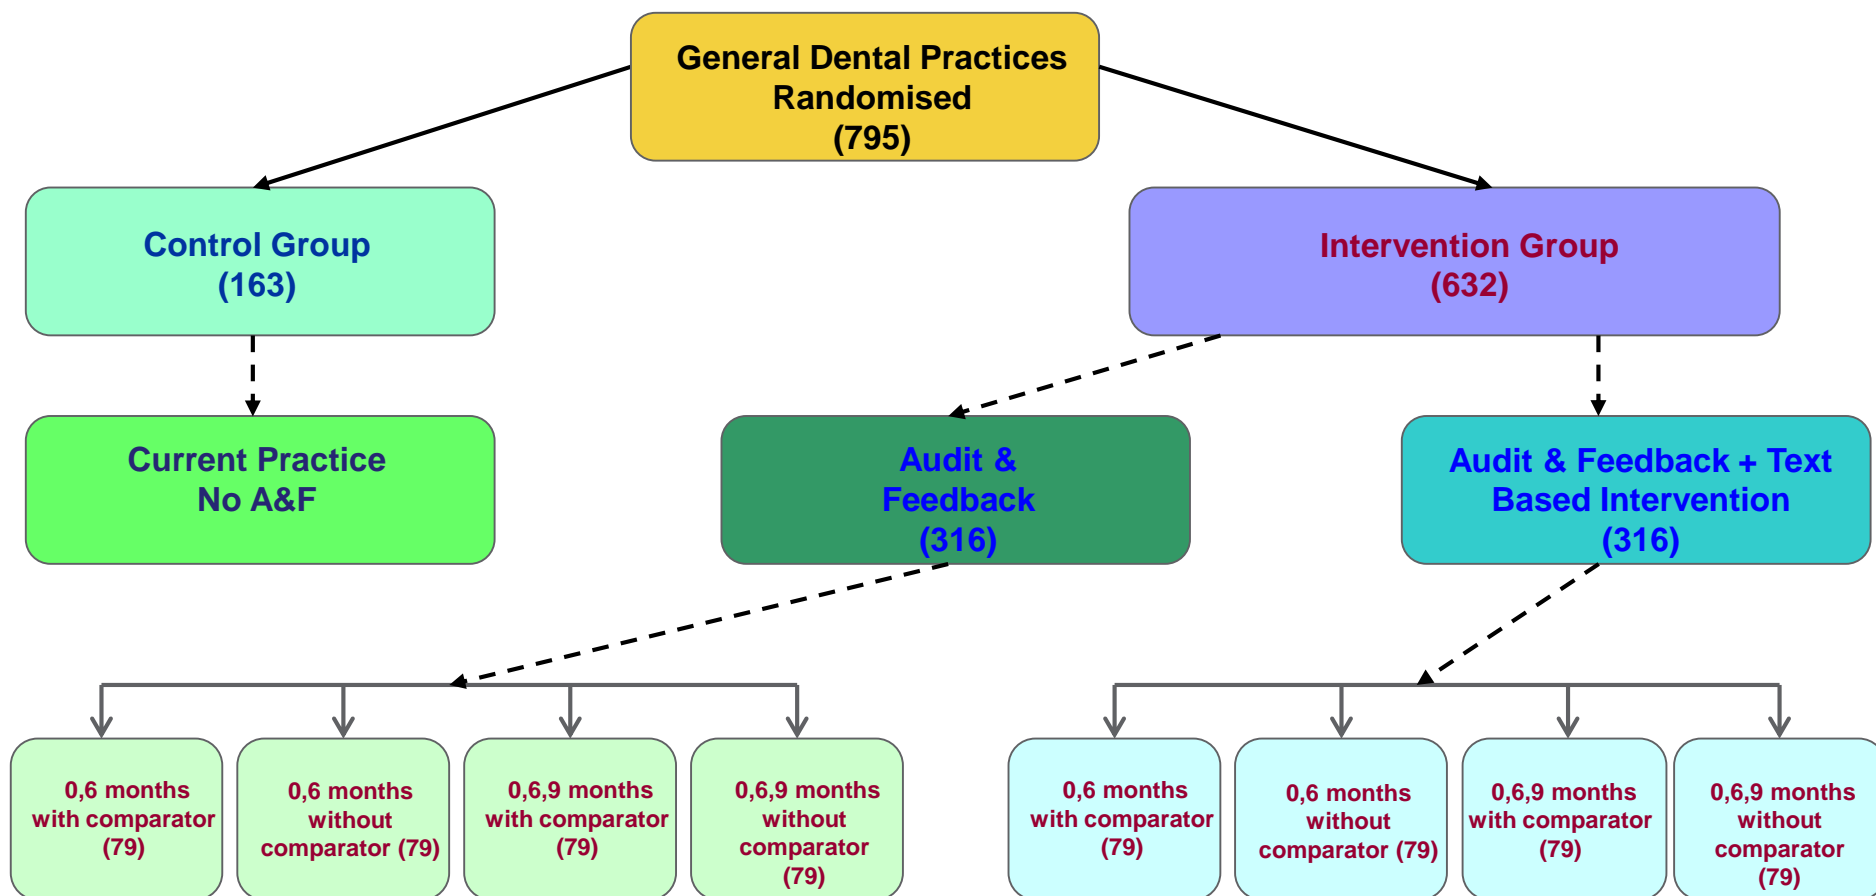 General Dental Practices
Randomised
(795)
Control Group
(163)
Intervention Group
(632)
Current Practice
No A&F
Audit &
Feedback
(316)
Audit & Feedback + Text
Based Intervention
(316)
0,6 months
with comparator
(79)
0,6 months
without
comparator (79)
0,6,9 months
with comparator
(79)
0,6,9 months
without
comparator
(79)
0,6 months
with comparator
(79)
0,6 months
without
comparator (79)
0,6,9 months
with comparator
(79)
0,6,9 months
without
comparator
(79)